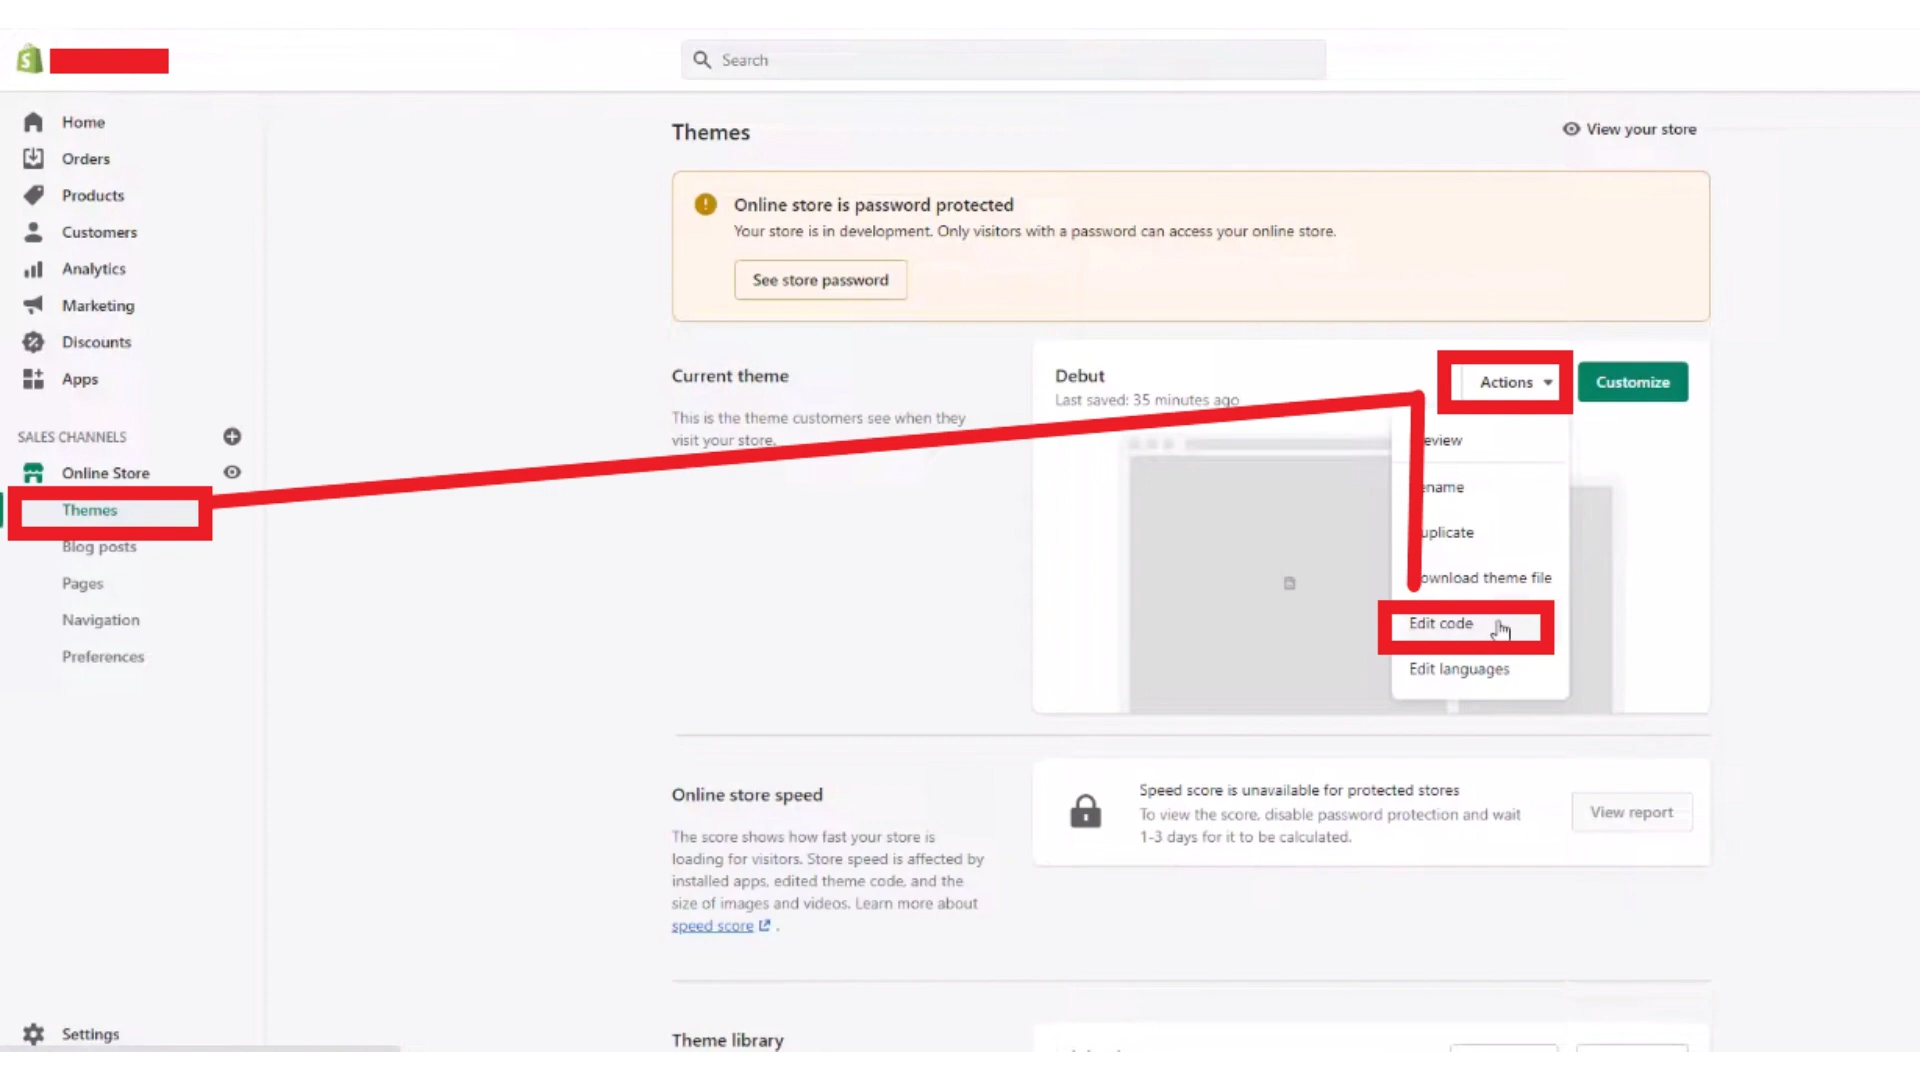 Search
Home
Orders
Products
Customers
Analytics
Marketing
Discounts
Apps
SALES CHANNELS
Online Store
Themes
Blog posts
Pages
Navigation
Preferences
Settings
Themes
View your store
Online store is password protected
Your store is in development. Only visitors with a password can access your online store.
See store password
Current theme
This is the theme customers see when they
visit your store.
Debut
Last saved: 35 minutes ago
Actions
Customize
eview
ename
uplicate
ownload theme file
Edit code
Edit languages
Online store speed
The score shows how fast your store is
loading for visitors. Store speed is affected by
installed apps, edited theme code, and the
size of images and videos. Learn more about
speed score .
Speed score is unavailable for protected stores
To view the score, disable password protection and wait
1-3 days for it to be calculated.
View report
Theme library